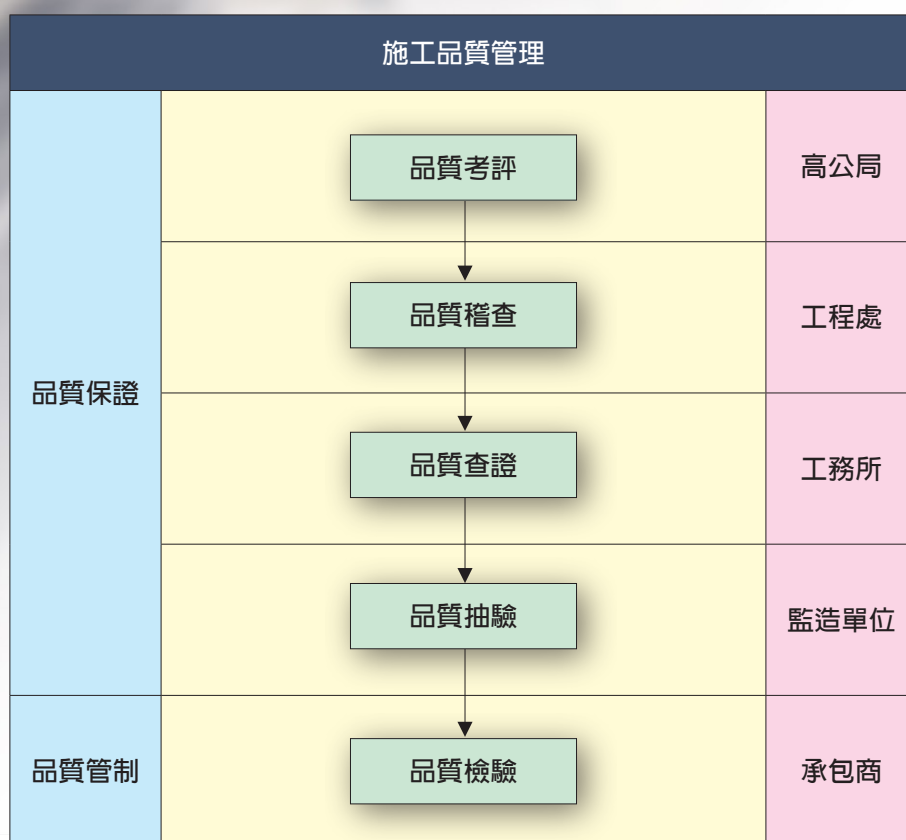 施工品質管理
品質保證
品質考評
高公局
品質稽查
工程處
品質查證
工務所
品質抽驗
監造單位
品質管制
品質檢驗
承包商